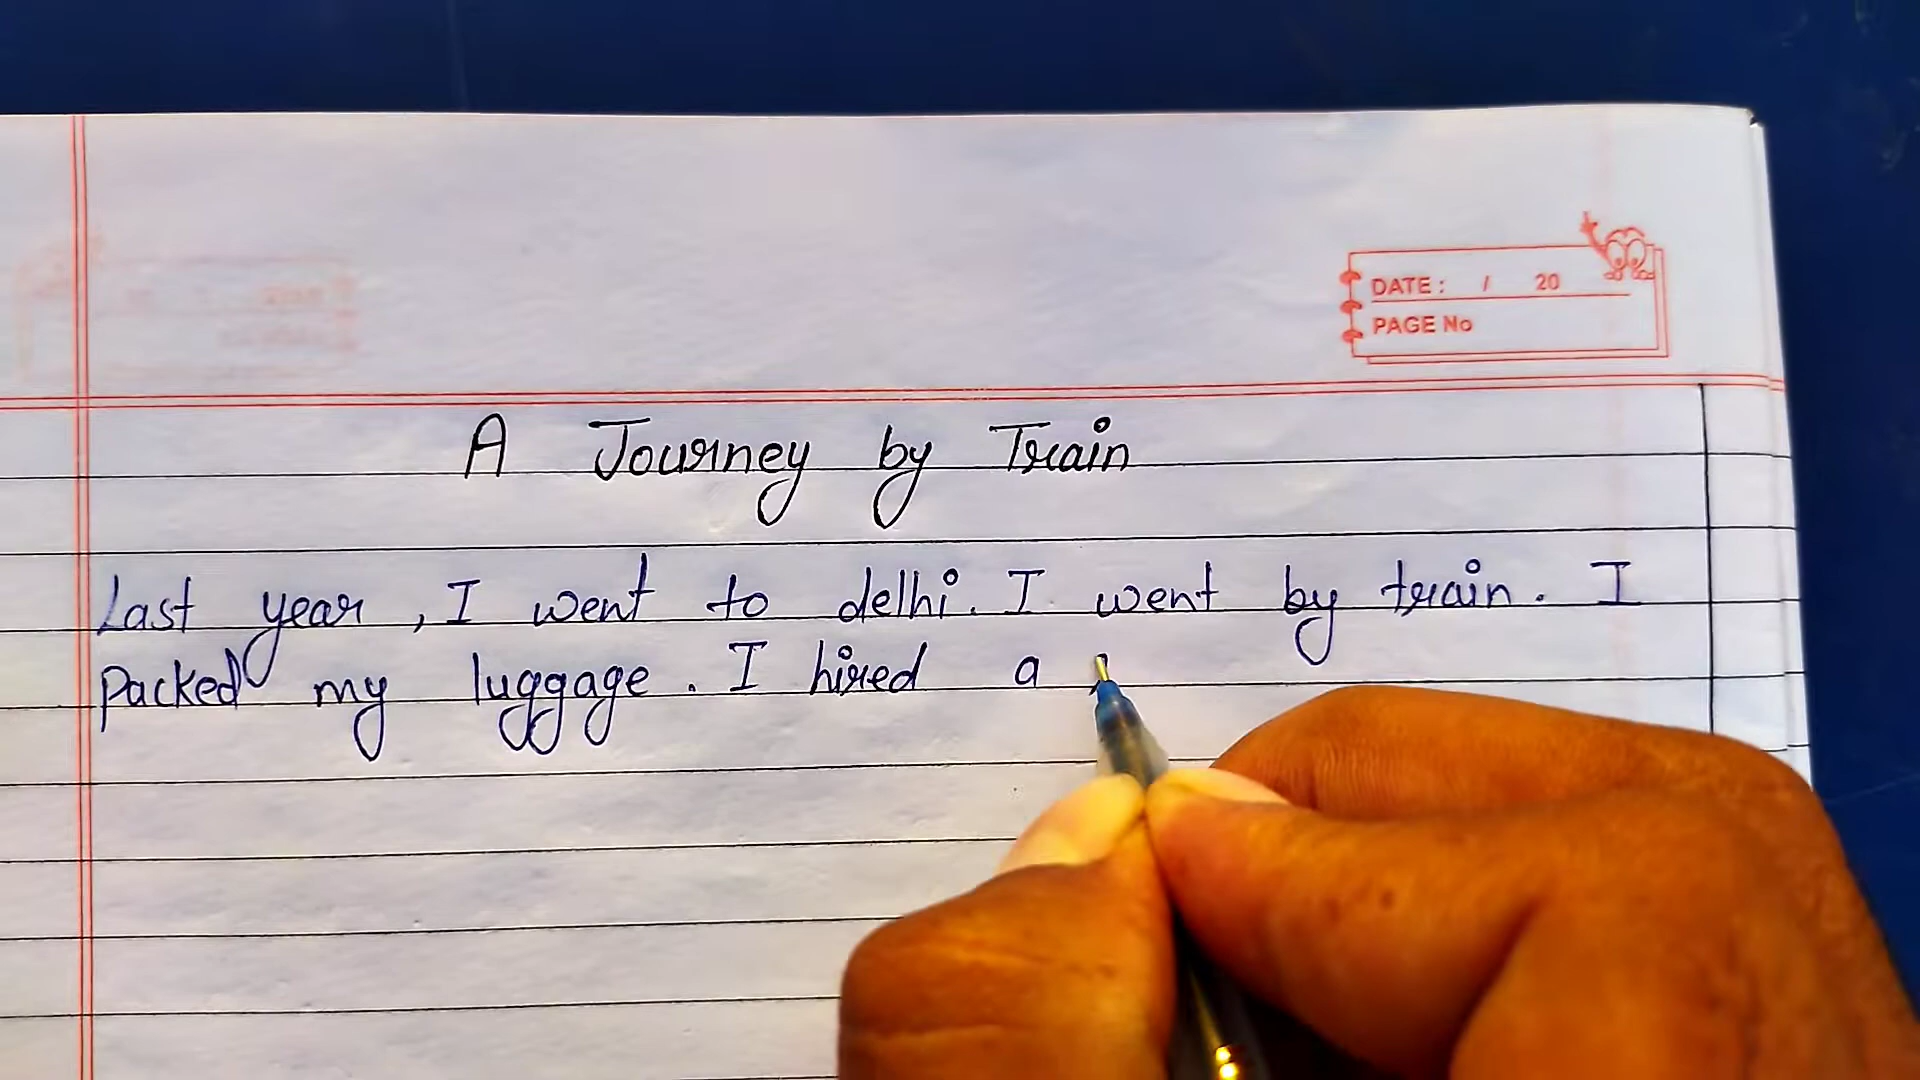 DATE: / 20
PAGE No
A Journey by Train
Last year, I went to delhi. I went by train. I
Packed my luggage. I hired a